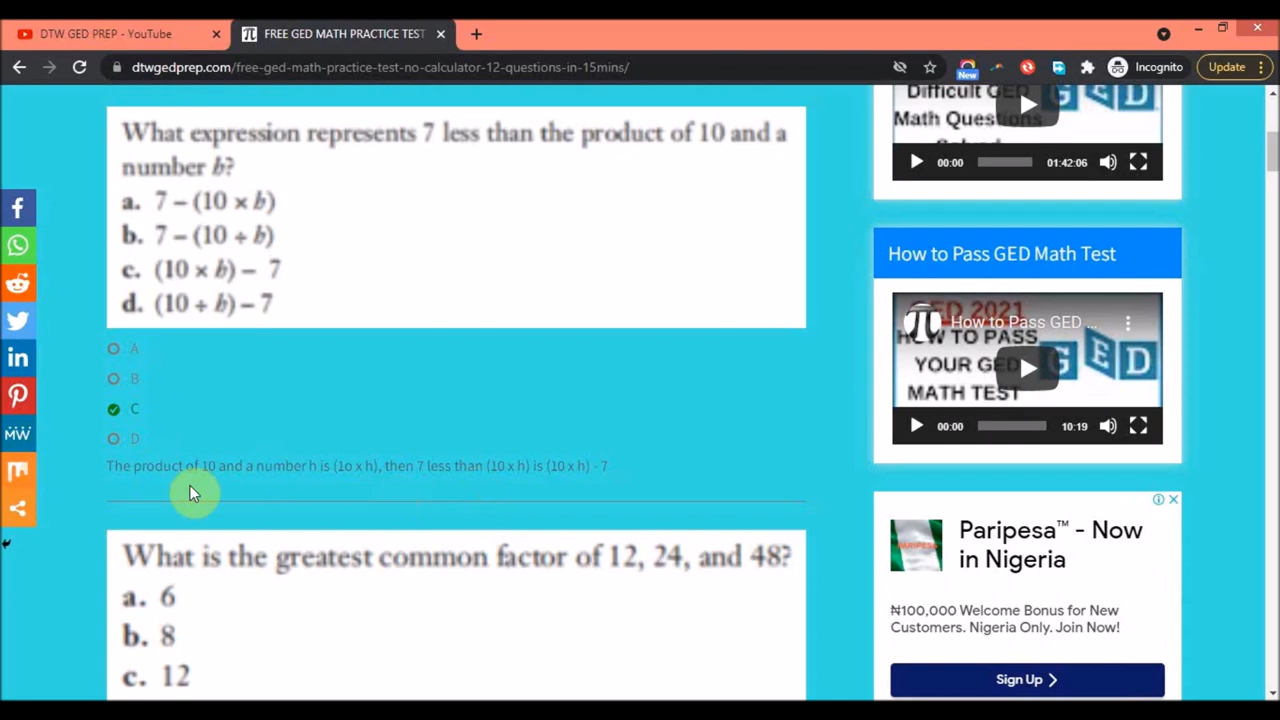 DTW GED PREP - YouTube
FREE GED MATH PRACTICE TEST
dtwgedprep.com/free-ged-math-practice-test-no-calculator-12-questions-in-15mins/
New
Incognito
Update
What expression represents 7 less than the product of 10 and a
number h?
a. 7 – (10 × h)
b. 7 – (10 ÷ h)
c. (10 × h) – 7
d. (10 ÷ h) – 7
A
B
C
D
The product of 10 and a number h is (1o x h), then 7 less than (10 x h) is (10 x h) - 7
What is the greatest common factor of 12, 24, and 48?
a. 6
b. 8
c. 12
Difficult GED
Math Questions
GED
00:00
01:42:06
How to Pass GED Math Test
GED 2021
How to Pass GED ...
HOW TO PASS
YOUR GED
MATH TEST
GED
00:00
10:19
Paripesa™ - Now
in Nigeria
₦100,000 Welcome Bonus for New
Customers. Nigeria Only. Join Now!
Sign Up
MW